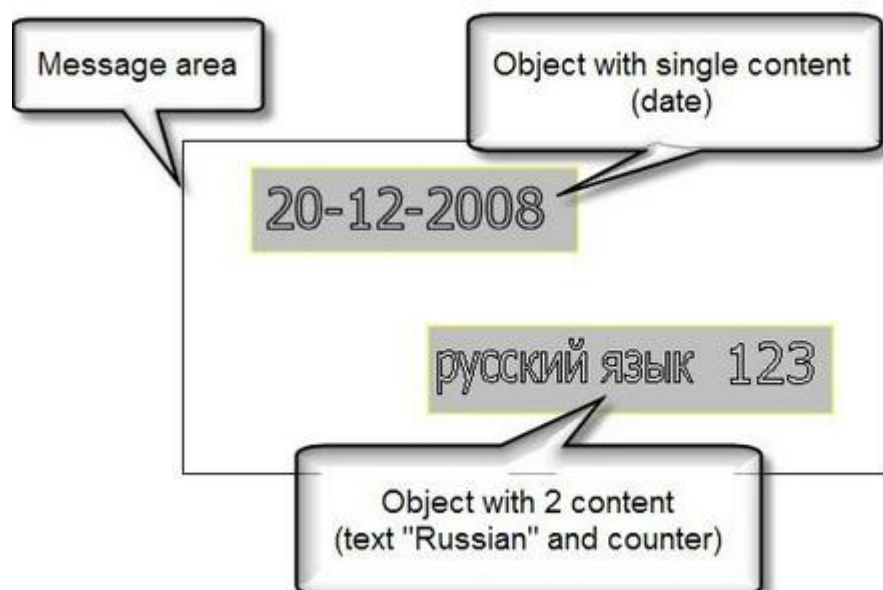 Message area
Object with single content
(date)
20-12-2008
русский язык 123
Object with 2 content
(text "Russian" and counter)